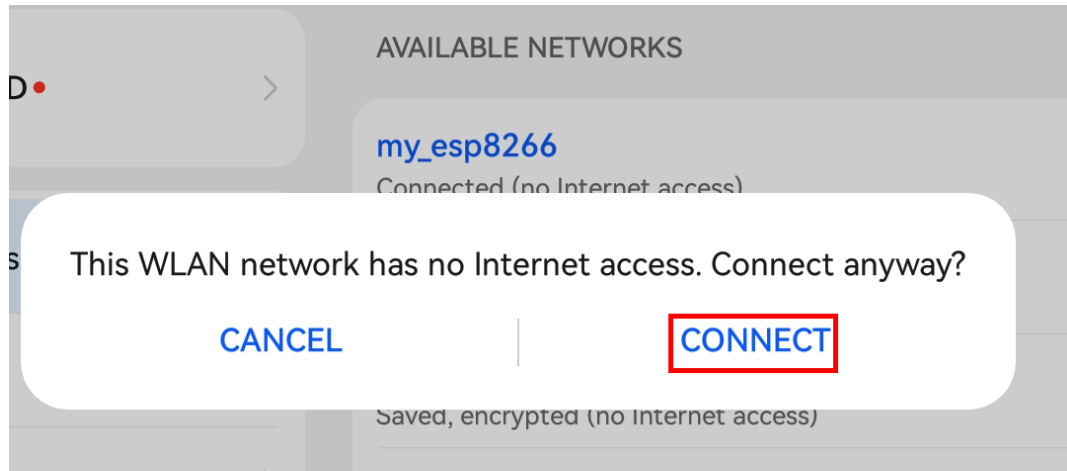 AVAILABLE NETWORKS
D
my_esp8266
Connected (no Internet access)
s
This WLAN network has no Internet access. Connect anyway?
CANCEL
CONNECT
Saved, encrypted (no Internet access)